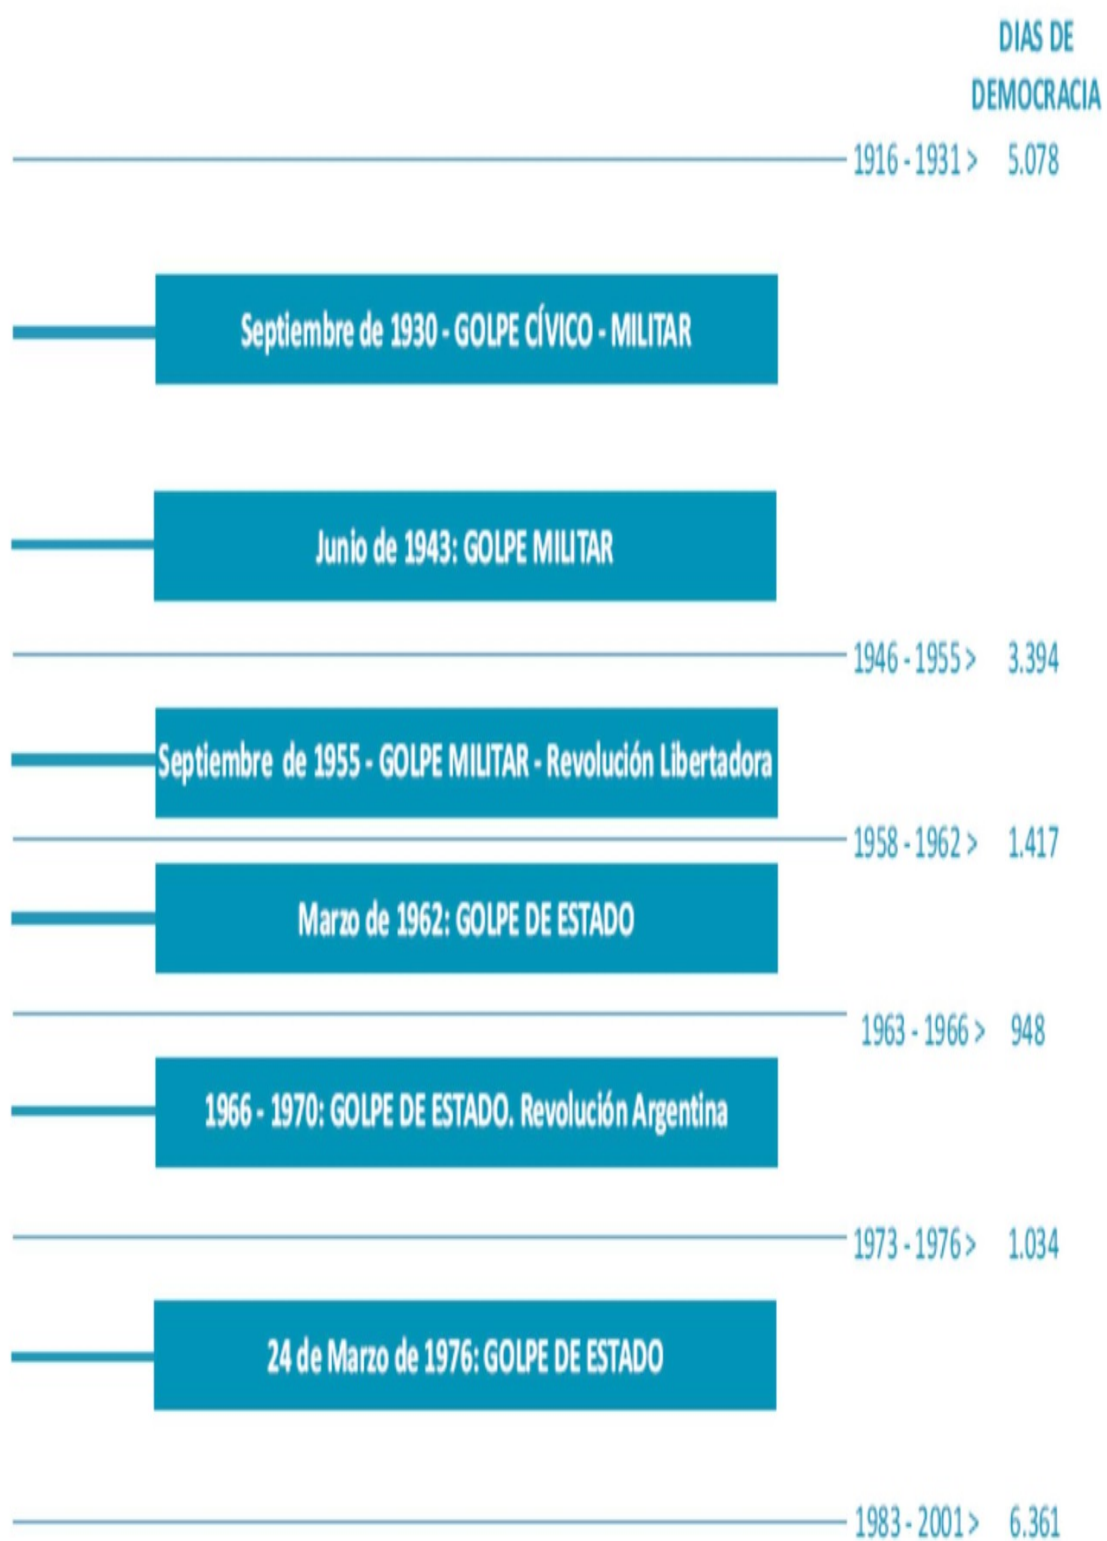 DIAS DE
DEMOCRACIA
1916 - 1931 > 5.078
Septiembre de 1930 - GOLPE CÍVICO - MILITAR
Junio de 1943: GOLPE MILITAR
1946 - 1955 > 3.394
Septiembre de 1955 - GOLPE MILITAR - Revolución Libertadora
1958 - 1962 > 1.417
Marzo de 1962: GOLPE DE ESTADO
1963 - 1966 > 948
1966 - 1970: GOLPE DE ESTADO. Revolución Argentina
1973 - 1976 > 1.034
24 de Marzo de 1976: GOLPE DE ESTADO
1983 - 2001 > 6.361